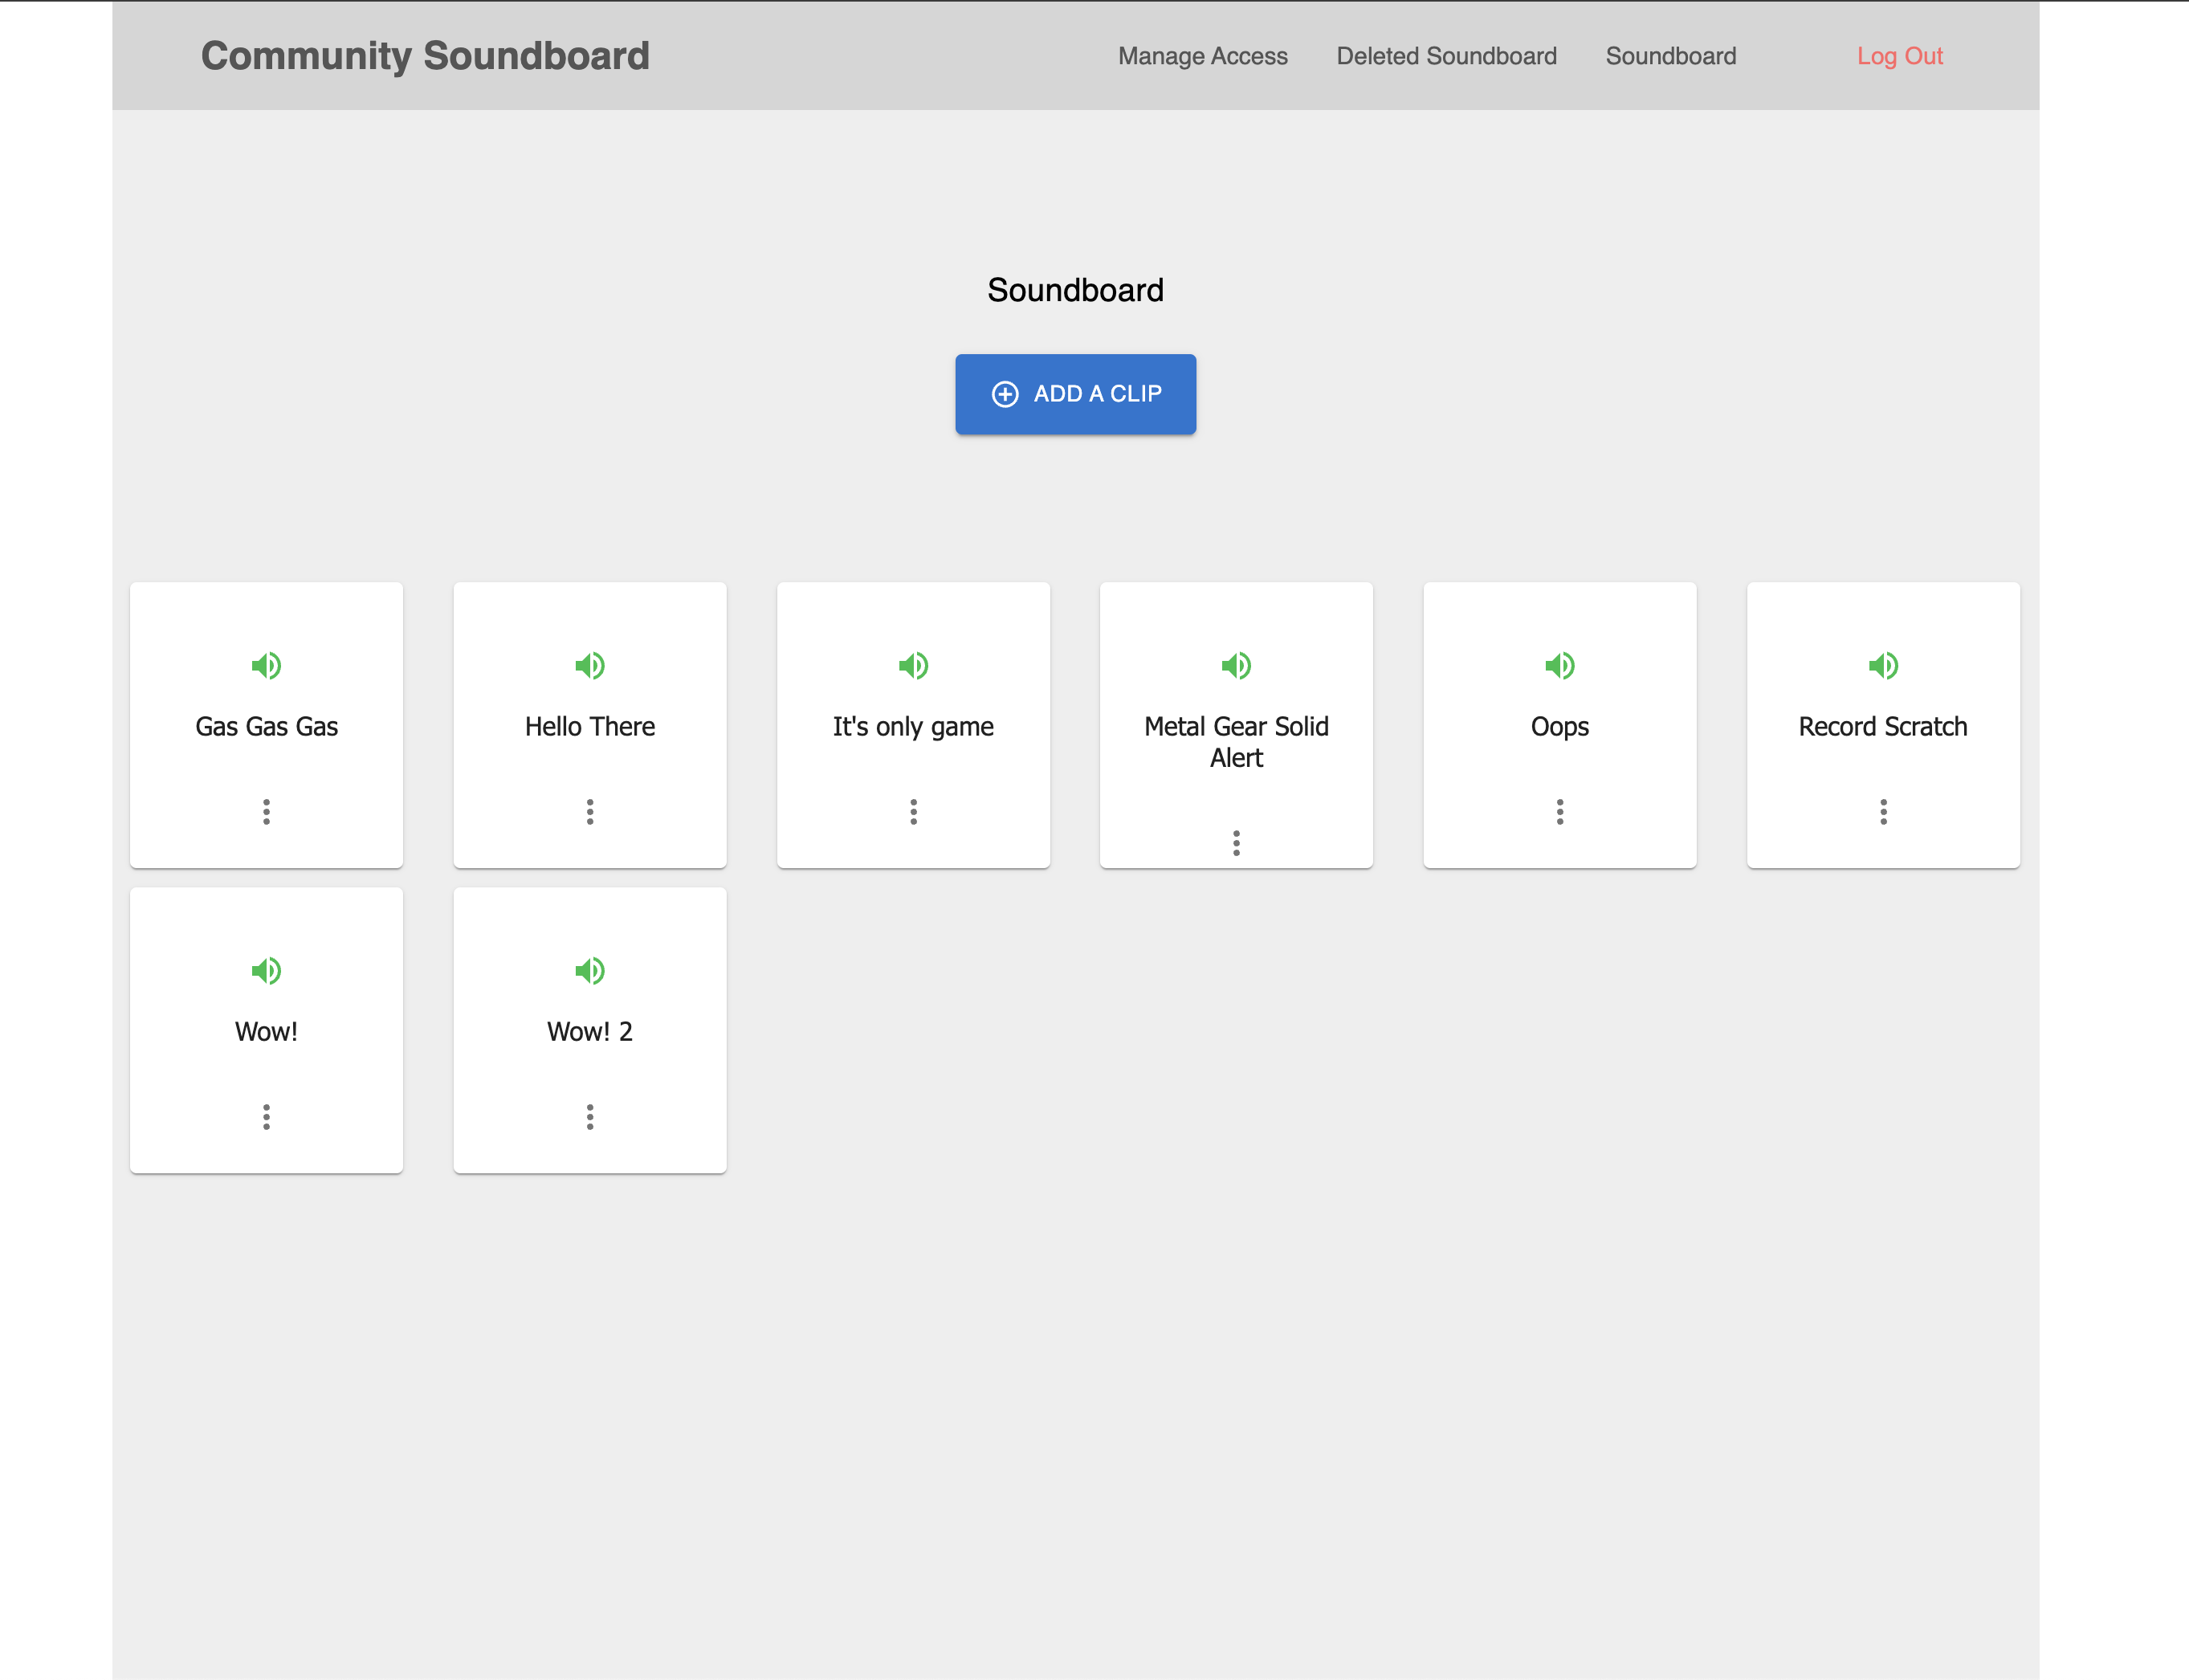 Community Soundboard
Manage Access
Deleted Soundboard
Soundboard
Log Out
Soundboard
ADD A CLIP
Gas Gas Gas
Hello There
It's only game
Metal Gear Solid
Alert
Oops
Record Scratch
Wow!
Wow! 2